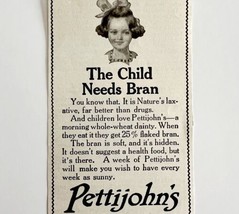 The Child
Needs Bran
You know that. It is Nature's lax-
ative, far better than drugs.
And children love Pettijohn's—a
morning whole-wheat dainty. When
they eat it they get 25% flaked bran.
The bran is soft, and it's hidden.
It doesn't suggest a health food, but
it's there. A week of Pettijohn's
will make you wish to have every
week as sunny.
Pettijohn's